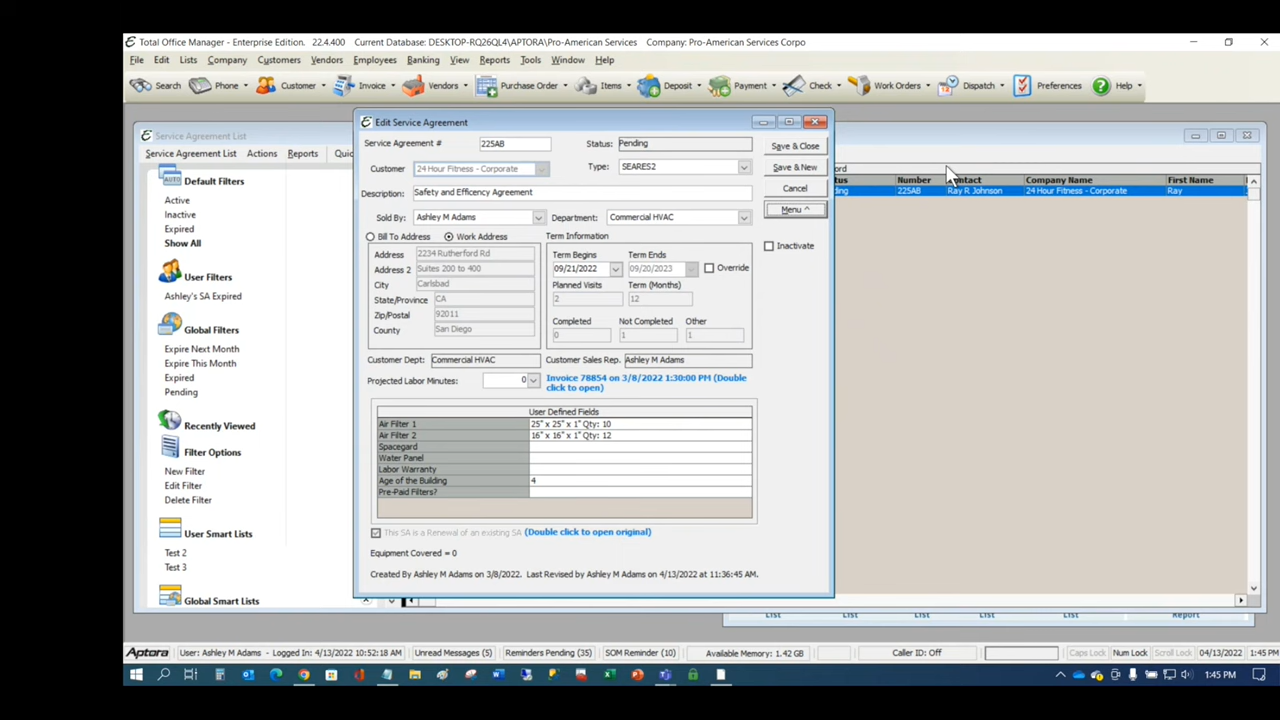 Total Office Manager - Enterprise Edition. 22.4.400 Current Database: DESKTOP-RQ26QL4\APTORA\Pro-American Services Company: Pro-American Services Corpo
File Edit Lists Company Customers Vendors Employees Banking View Reports Tools Window Help
Search Phone Customer Invoice Vendors Purchase Order Items Deposit Payment Check Work Orders Dispatch Preferences Help
Service Agreement List
Service Agreement List Actions Reports Quic
Default Filters
Active
Inactive
Expired
Show All
User Filters
Ashley's SA Expired
Global Filters
Expire Next Month
Expire This Month
Expired
Pending
Recently Viewed
Filter Options
New Filter
Edit Filter
Delete Filter
User Smart Lists
Test 2
Test 3
Global Smart Lists
Edit Service Agreement
Service Agreement # 225AB Status: Pending Save & Close
Customer 24 Hour Fitness - Corporate Type: SEARES2 Save & New
Description: Safety and Efficency Agreement Cancel
Sold By: Ashley M Adams Department: Commercial HVAC Menu ^
Bill To Address Work Address Term Information Inactivate
Address 2234 Rutherford Rd Term Begins Term Ends
Address 2 Suites 200 to 400 09/21/2022 09/20/2023 Override
City Carlsbad Planned Visits Term (Months)
State/Province CA 2 12
Zip/Postal 92011 Completed Not Completed Other
County San Diego 0 1 1
Customer Dept: Commercial HVAC Customer Sales Rep. Ashley M Adams
Projected Labor Minutes: 0 Invoice 78854 on 3/8/2022 1:30:00 PM (Double click to open)
User Defined Fields
Air Filter 1 25" x 25" x 1" Qty: 10
Air Filter 2 16" x 16" x 1" Qty: 12
Spacegard
Water Panel
Labor Warranty
Age of the Building 4
Pre-Paid Filters?
This SA is a Renewal of an existing SA (Double click to open original)
Equipment Covered = 0
Created By Ashley M Adams on 3/8/2022. Last Revised by Ashley M Adams on 4/13/2022 at 11:36:45 AM.
ord
tus Number Contact Company Name First Name
ding 225AB Ray R Johnson 24 Hour Fitness - Corporate Ray
List List List List Report
Aptora User: Ashley M Adams - Logged In: 4/13/2022 10:52:18 AM Unread Messages (5) Reminders Pending (35) SOM Reminder (10) Available Memory: 1.42 GB Caller ID: Off Caps Lock Num Lock Scroll Lock 04/13/2022 1:45 PM
1:45 PM